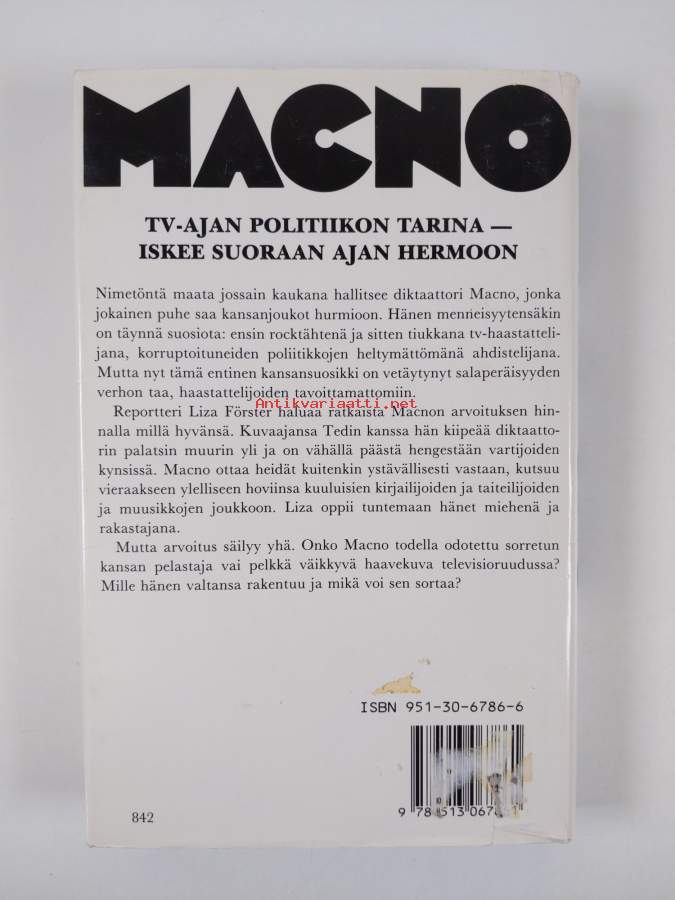 MACNO
TV-AJAN POLITIIKON TARINA —
ISKEE SUORAAN AJAN HERMOON
Nimetöntä maata jossain kaukana hallitsee diktaattori Macno, jonka
jokainen puhe saa kansanjoukot hurmioon. Hänen menneisyytensäkin
on täynnä suosiota: ensin rocktähtenä ja sitten tiukkana tv-haastatteli-
jana, korruptoituneiden poliitikkojen heltymättömänä ahdistelijana.
Mutta nyt tämä entinen kansansuosikki on vetäytynyt salaperäisyyden
verhon taa, haastattelijoiden tavoittamattomiin.
Antikvariaatti.net
Reportteri Liza Förster haluaa ratkaista Macnon arvoituksen hin-
nalla millä hyvänsä. Kuvaajansa Tedin kanssa hän kiipeää diktaatto-
rin palatsin muurin yli ja on vähällä päästä hengestään vartijoiden
kynsissä. Macno ottaa heidät kuitenkin ystävällisesti vastaan, kutsuu
vieraakseen ylelliseen hoviinsa kuuluisien kirjailijoiden ja taiteilijoiden
ja muusikkojen joukkoon. Liza oppii tuntemaan hänet miehenä ja
rakastajana.
Mutta arvoitus säilyy yhä. Onko Macno todella odotettu sorretun
kansan pelastaja vai pelkkä väikkyvä haavekuva televisioruudussa?
Mille hänen valtansa rakentuu ja mikä voi sen sortaa?
ISBN 951-30-6786-6
842